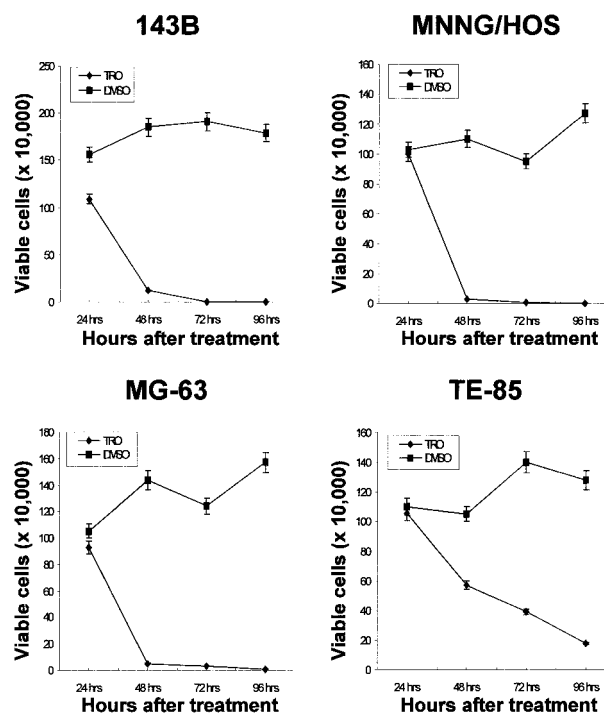 143B
MNNG/HOS
250
200
150
100
50
0
Viable cells (x 10,000)
TRO
DMSO
24 hrs
48 hrs
72 hrs
96 hrs
Hours after treatment
160
140
120
100
80
60
40
20
0
Viable cells (x 10,000)
TRO
DMSO
24 hrs
48 hrs
72 hrs
96 hrs
Hours after treatment
MG-63
TE-85
180
160
140
120
100
80
60
40
20
0
Viable cells (x 10,000)
TRO
DMSO
24 hrs
48 hrs
72 hrs
96 hrs
Hours after treatment
160
140
120
100
80
60
40
20
0
Viable cells (x 10,000)
TRO
DMSO
24 hrs
48 hrs
72 hrs
96 hrs
Hours after treatment